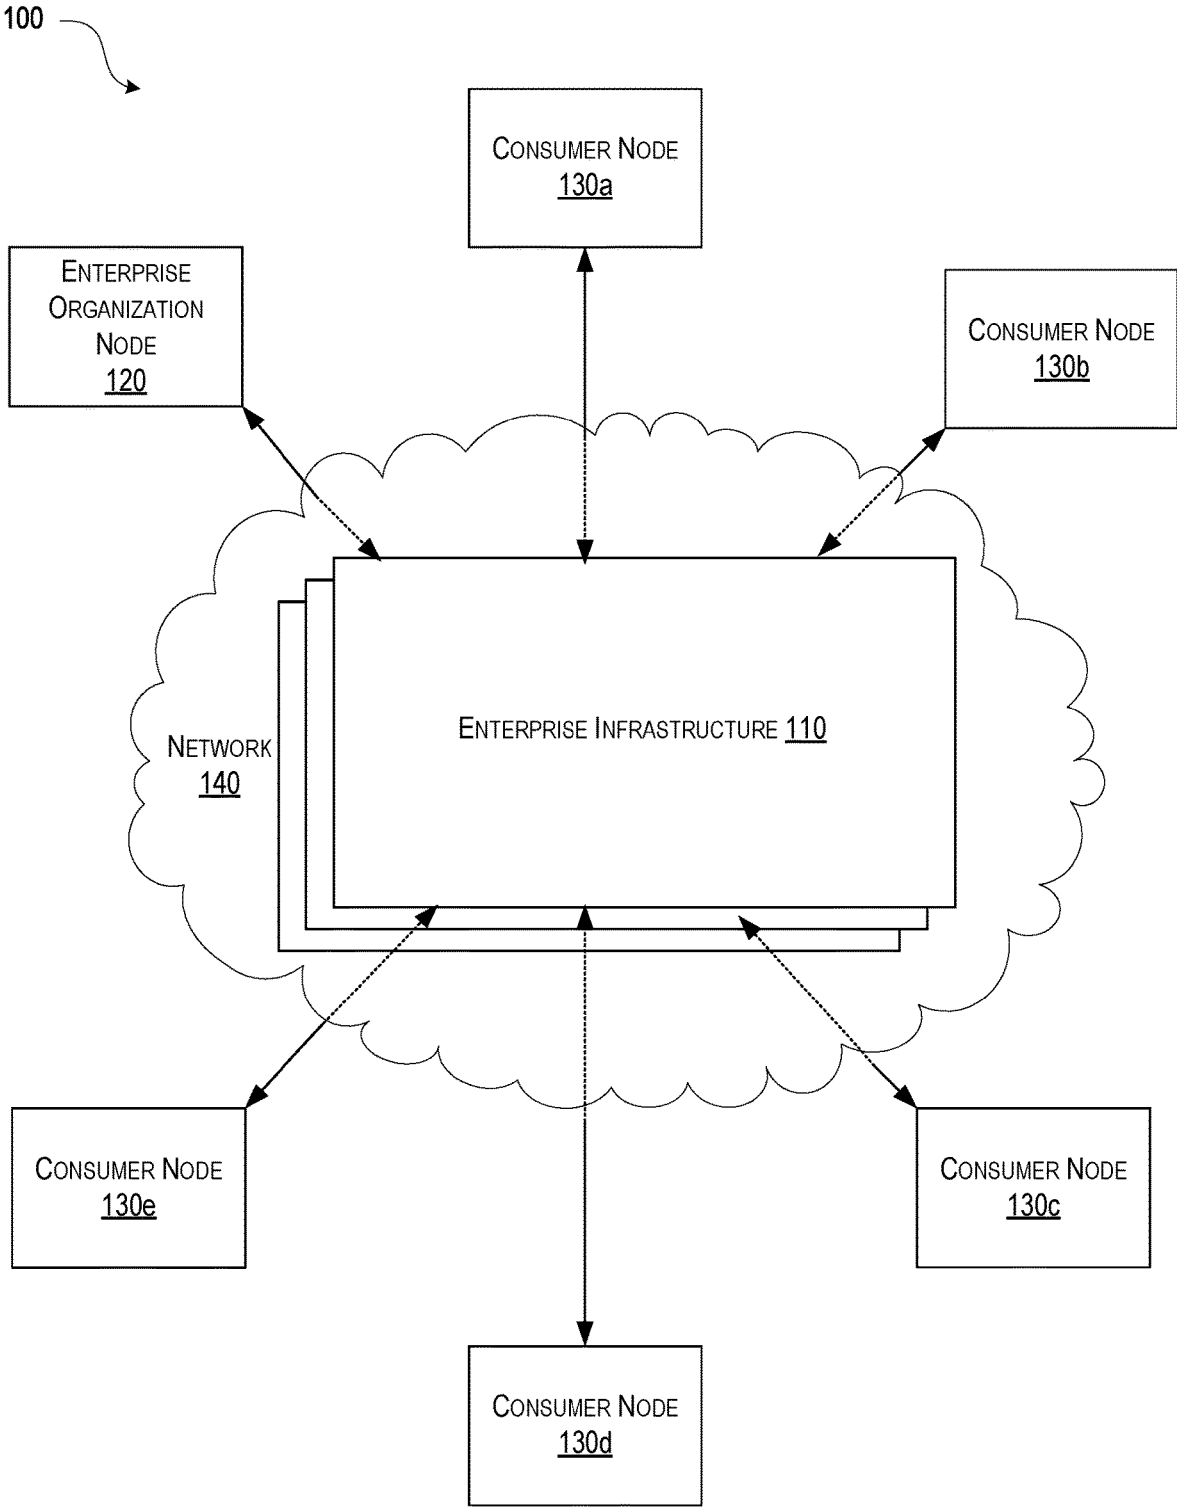 100
CONSUMER NODE
130a
ENTERPRISE
ORGANIZATION
NODE
120
CONSUMER NODE
130b
ENTERPRISE INFRASTRUCTURE 110
NETWORK
140
CONSUMER NODE
130e
CONSUMER NODE
130c
CONSUMER NODE
130d